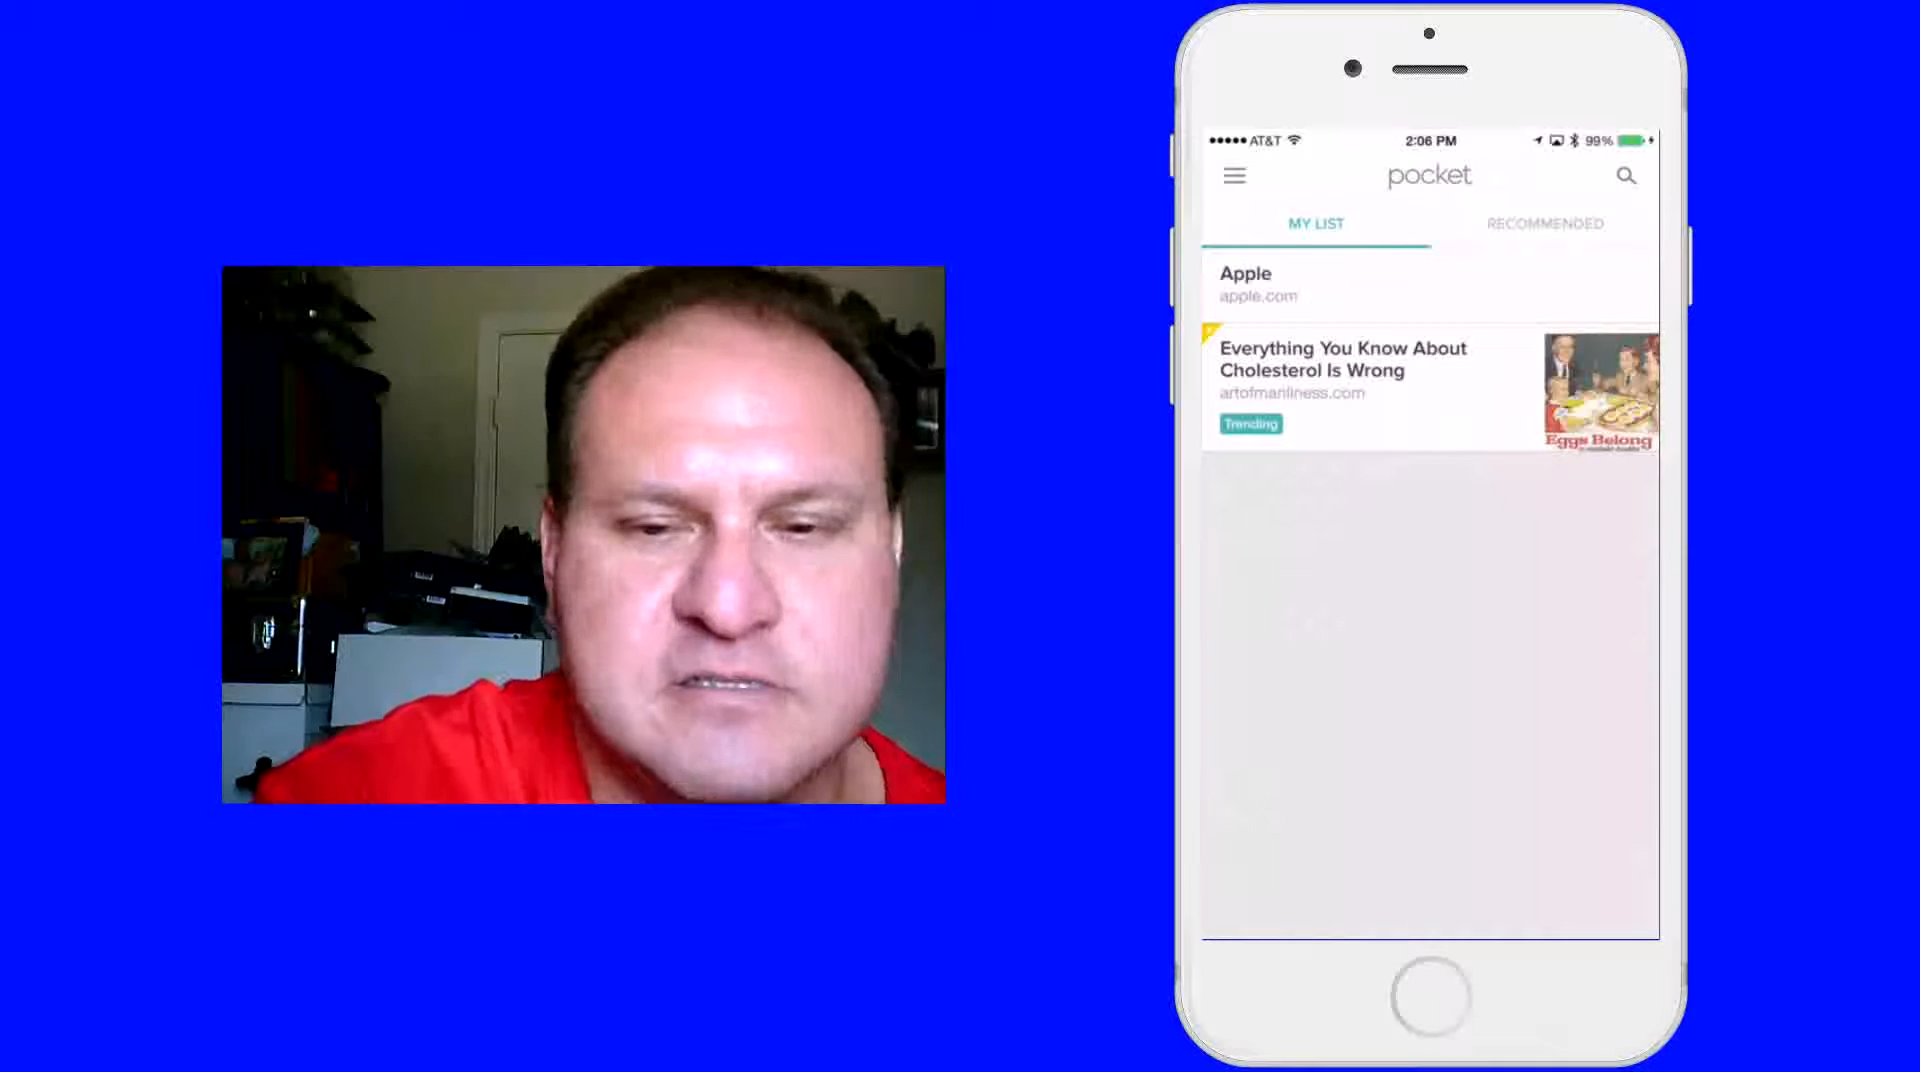 AT&T
2:06 PM
99%
pocket
MY LIST
RECOMMENDED
Apple
apple.com
Everything You Know About
Cholesterol Is Wrong
artofmanliness.com
Trending
Eggs Belong